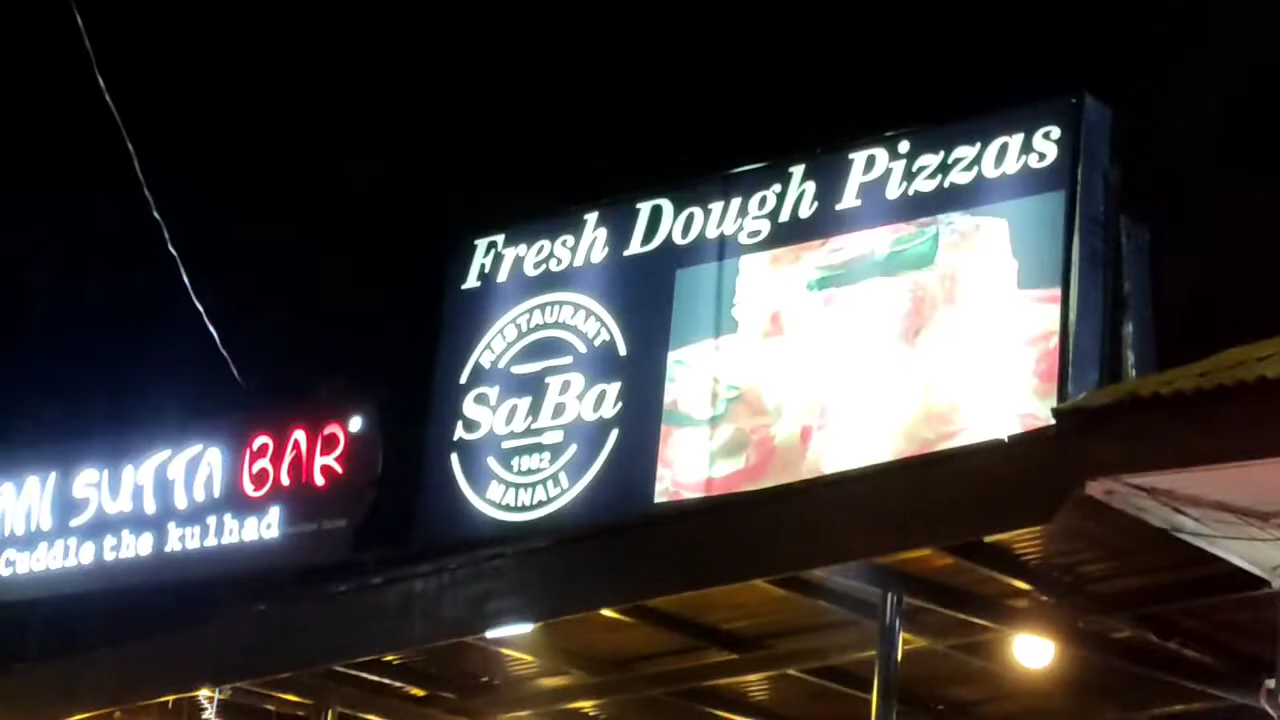 Fresh Dough Pizzas
RESTAURANT
SaBa
1982
MANALI
SUTTA BAR
Cuddle the kulhad